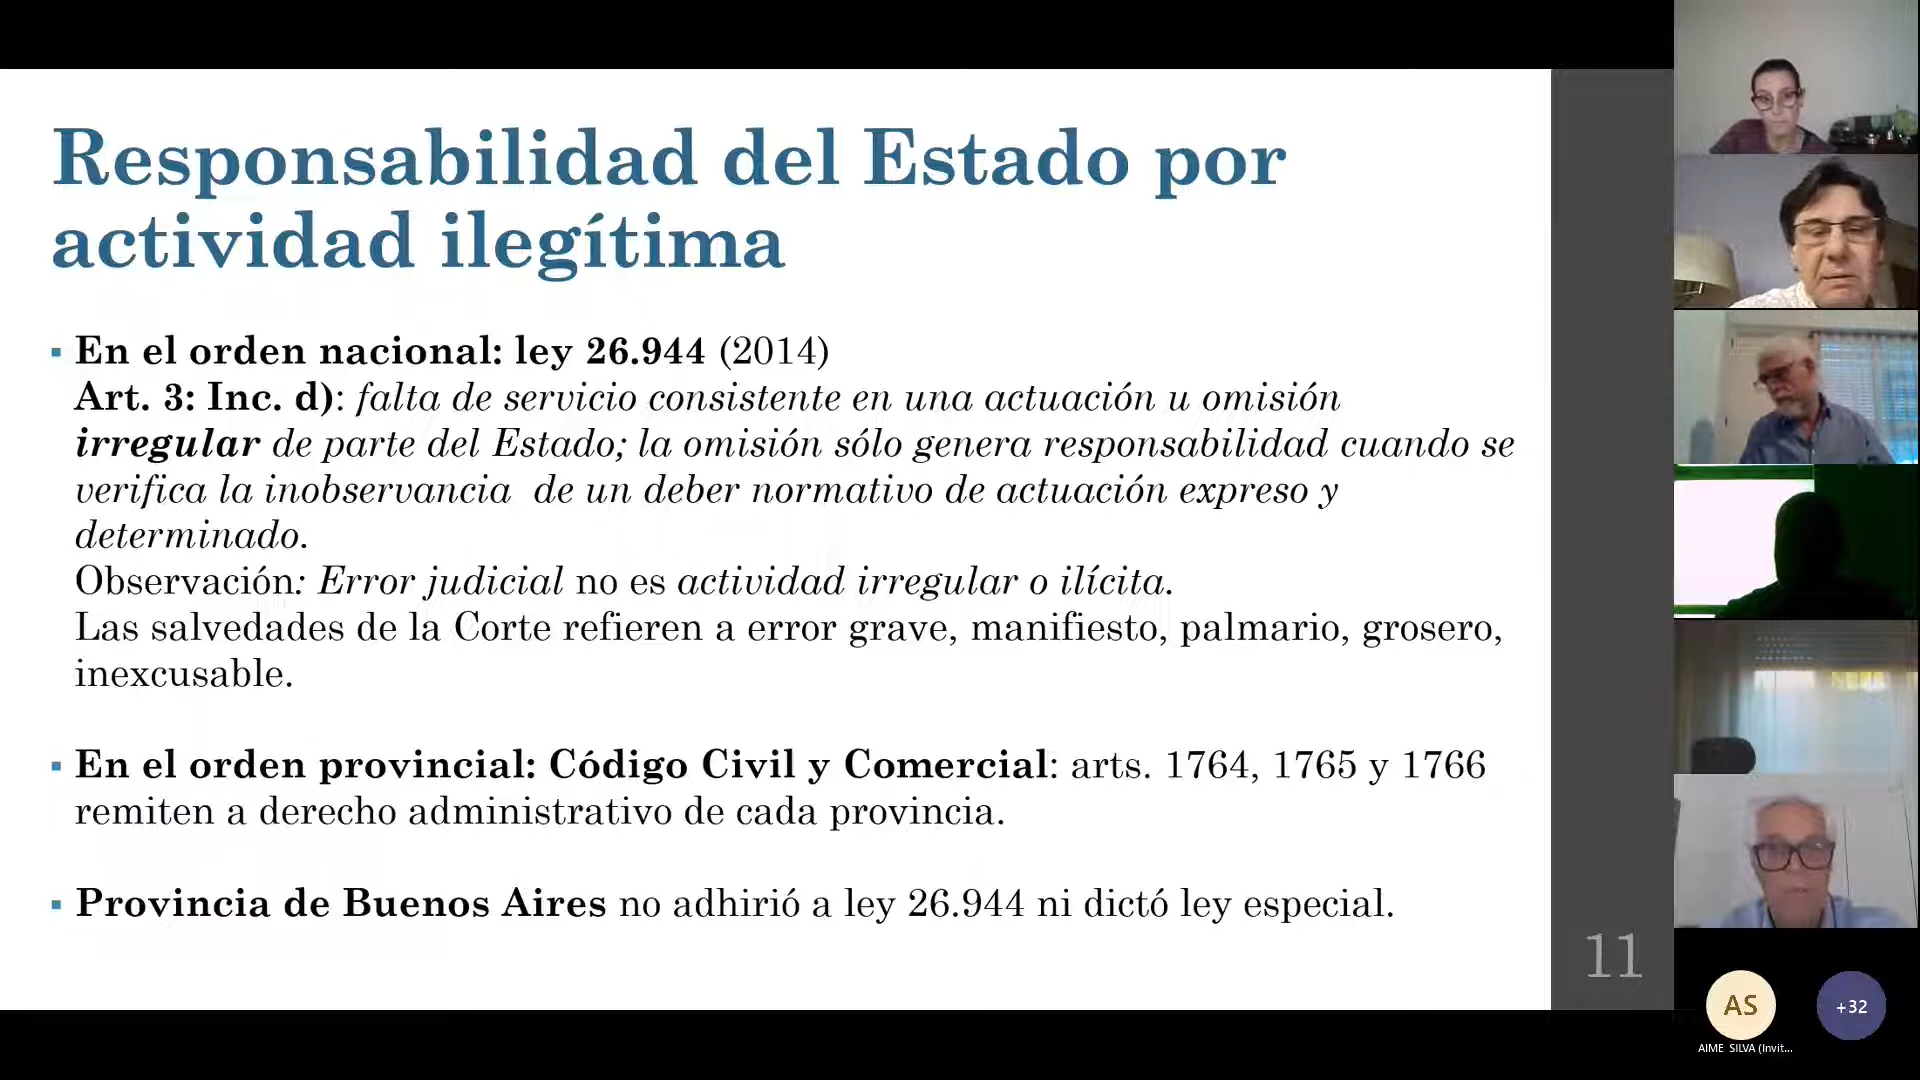 Responsabilidad del Estado por
actividad ilegítima
▪ En el orden nacional: ley 26.944 (2014)
Art. 3: Inc. d): falta de servicio consistente en una actuación u omisión
irregular de parte del Estado; la omisión sólo genera responsabilidad cuando se
verifica la inobservancia de un deber normativo de actuación expreso y
determinado.
Observación: Error judicial no es actividad irregular o ilícita.
Las salvedades de la Corte refieren a error grave, manifiesto, palmario, grosero,
inexcusable.
▪ En el orden provincial: Código Civil y Comercial: arts. 1764, 1765 y 1766
remiten a derecho administrativo de cada provincia.
▪ Provincia de Buenos Aires no adhirió a ley 26.944 ni dictó ley especial.
11
AS
+32
AIME SILVA (Invit...